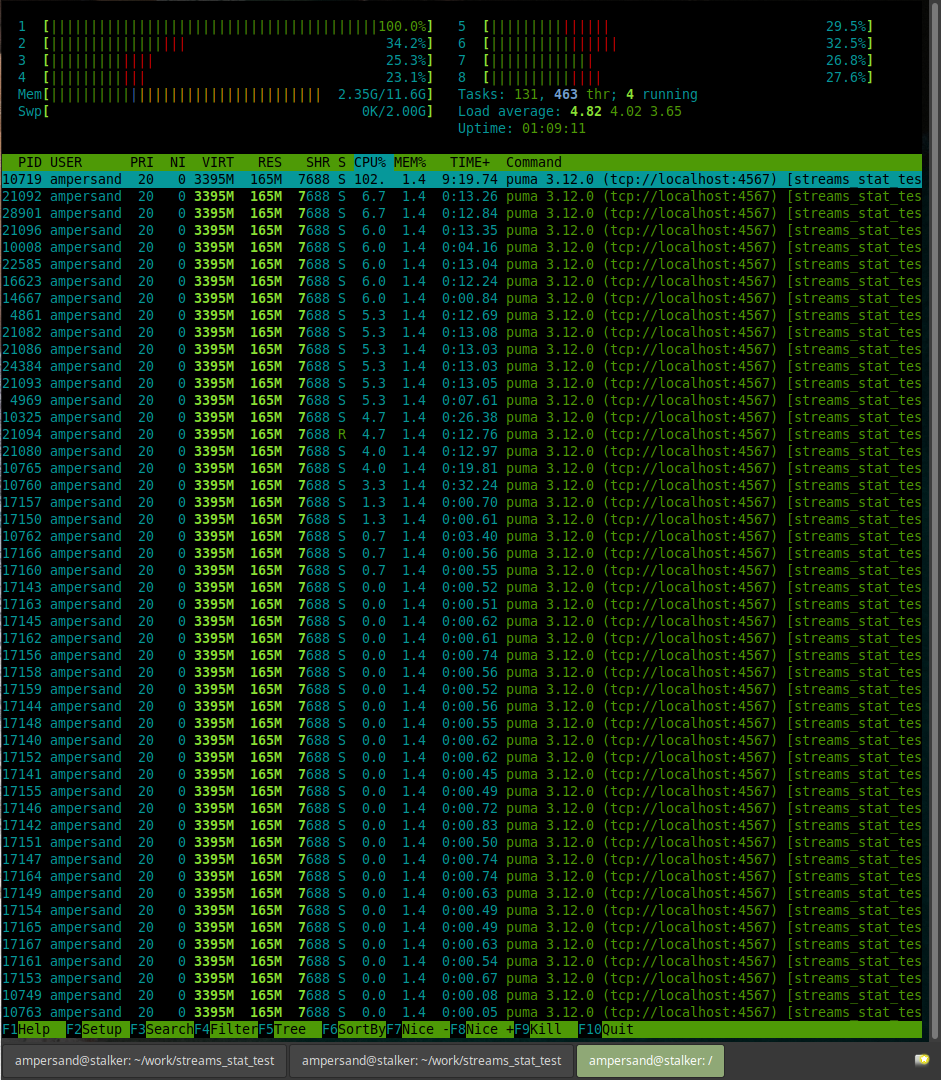 1 [||||||||||||||||||||||||||||||||||||||||||100.0%] 5 [||||||||||||||| 29.5%]
2 [||||||||||||||||| 34.2%] 6 [|||||||||||||||| 32.5%]
3 [||||||||||||| 25.3%] 7 [||||||||||||| 26.8%]
4 [|||||||||||| 23.1%] 8 [|||||||||||||| 27.6%]
Mem[|||||||||||||||||||||||||||||||||| 2.35G/11.6G] Tasks: 131, 463 thr; 4 running
Swp[ 0K/2.00G] Load average: 4.82 4.02 3.65
Uptime: 01:09:11
PID USER PRI NI VIRT RES SHR S CPU% MEM% TIME+ Command
10719 ampersand 20 0 3395M 165M 7688 S 102. 1.4 9:19.74 puma 3.12.0 (tcp://localhost:4567) [streams_stat_tes
21092 ampersand 20 0 3395M 165M 7688 S 6.7 1.4 0:13.26 puma 3.12.0 (tcp://localhost:4567) [streams_stat_tes
28901 ampersand 20 0 3395M 165M 7688 S 6.7 1.4 0:12.84 puma 3.12.0 (tcp://localhost:4567) [streams_stat_tes
21096 ampersand 20 0 3395M 165M 7688 S 6.0 1.4 0:13.35 puma 3.12.0 (tcp://localhost:4567) [streams_stat_tes
10008 ampersand 20 0 3395M 165M 7688 S 6.0 1.4 0:04.16 puma 3.12.0 (tcp://localhost:4567) [streams_stat_tes
22585 ampersand 20 0 3395M 165M 7688 S 6.0 1.4 0:13.04 puma 3.12.0 (tcp://localhost:4567) [streams_stat_tes
16623 ampersand 20 0 3395M 165M 7688 S 6.0 1.4 0:12.24 puma 3.12.0 (tcp://localhost:4567) [streams_stat_tes
14667 ampersand 20 0 3395M 165M 7688 S 6.0 1.4 0:00.84 puma 3.12.0 (tcp://localhost:4567) [streams_stat_tes
4861 ampersand 20 0 3395M 165M 7688 S 5.3 1.4 0:12.69 puma 3.12.0 (tcp://localhost:4567) [streams_stat_tes
21082 ampersand 20 0 3395M 165M 7688 S 5.3 1.4 0:13.08 puma 3.12.0 (tcp://localhost:4567) [streams_stat_tes
21086 ampersand 20 0 3395M 165M 7688 S 5.3 1.4 0:13.03 puma 3.12.0 (tcp://localhost:4567) [streams_stat_tes
24384 ampersand 20 0 3395M 165M 7688 S 5.3 1.4 0:13.03 puma 3.12.0 (tcp://localhost:4567) [streams_stat_tes
21093 ampersand 20 0 3395M 165M 7688 S 5.3 1.4 0:13.05 puma 3.12.0 (tcp://localhost:4567) [streams_stat_tes
4969 ampersand 20 0 3395M 165M 7688 S 5.3 1.4 0:07.61 puma 3.12.0 (tcp://localhost:4567) [streams_stat_tes
10325 ampersand 20 0 3395M 165M 7688 S 4.7 1.4 0:26.38 puma 3.12.0 (tcp://localhost:4567) [streams_stat_tes
21094 ampersand 20 0 3395M 165M 7688 R 4.7 1.4 0:12.76 puma 3.12.0 (tcp://localhost:4567) [streams_stat_tes
21080 ampersand 20 0 3395M 165M 7688 S 4.0 1.4 0:12.97 puma 3.12.0 (tcp://localhost:4567) [streams_stat_tes
10765 ampersand 20 0 3395M 165M 7688 S 4.0 1.4 0:19.81 puma 3.12.0 (tcp://localhost:4567) [streams_stat_tes
10760 ampersand 20 0 3395M 165M 7688 S 3.3 1.4 0:32.24 puma 3.12.0 (tcp://localhost:4567) [streams_stat_tes
17157 ampersand 20 0 3395M 165M 7688 S 1.3 1.4 0:00.70 puma 3.12.0 (tcp://localhost:4567) [streams_stat_tes
17150 ampersand 20 0 3395M 165M 7688 S 1.3 1.4 0:00.61 puma 3.12.0 (tcp://localhost:4567) [streams_stat_tes
10762 ampersand 20 0 3395M 165M 7688 S 0.7 1.4 0:03.40 puma 3.12.0 (tcp://localhost:4567) [streams_stat_tes
17166 ampersand 20 0 3395M 165M 7688 S 0.7 1.4 0:00.56 puma 3.12.0 (tcp://localhost:4567) [streams_stat_tes
17160 ampersand 20 0 3395M 165M 7688 S 0.7 1.4 0:00.55 puma 3.12.0 (tcp://localhost:4567) [streams_stat_tes
17143 ampersand 20 0 3395M 165M 7688 S 0.0 1.4 0:00.52 puma 3.12.0 (tcp://localhost:4567) [streams_stat_tes
17163 ampersand 20 0 3395M 165M 7688 S 0.0 1.4 0:00.51 puma 3.12.0 (tcp://localhost:4567) [streams_stat_tes
17145 ampersand 20 0 3395M 165M 7688 S 0.0 1.4 0:00.62 puma 3.12.0 (tcp://localhost:4567) [streams_stat_tes
17162 ampersand 20 0 3395M 165M 7688 S 0.0 1.4 0:00.61 puma 3.12.0 (tcp://localhost:4567) [streams_stat_tes
17156 ampersand 20 0 3395M 165M 7688 S 0.0 1.4 0:00.74 puma 3.12.0 (tcp://localhost:4567) [streams_stat_tes
17158 ampersand 20 0 3395M 165M 7688 S 0.0 1.4 0:00.56 puma 3.12.0 (tcp://localhost:4567) [streams_stat_tes
17159 ampersand 20 0 3395M 165M 7688 S 0.0 1.4 0:00.52 puma 3.12.0 (tcp://localhost:4567) [streams_stat_tes
17144 ampersand 20 0 3395M 165M 7688 S 0.0 1.4 0:00.56 puma 3.12.0 (tcp://localhost:4567) [streams_stat_tes
17148 ampersand 20 0 3395M 165M 7688 S 0.0 1.4 0:00.55 puma 3.12.0 (tcp://localhost:4567) [streams_stat_tes
17140 ampersand 20 0 3395M 165M 7688 S 0.0 1.4 0:00.62 puma 3.12.0 (tcp://localhost:4567) [streams_stat_tes
17152 ampersand 20 0 3395M 165M 7688 S 0.0 1.4 0:00.62 puma 3.12.0 (tcp://localhost:4567) [streams_stat_tes
17141 ampersand 20 0 3395M 165M 7688 S 0.0 1.4 0:00.45 puma 3.12.0 (tcp://localhost:4567) [streams_stat_tes
17155 ampersand 20 0 3395M 165M 7688 S 0.0 1.4 0:00.49 puma 3.12.0 (tcp://localhost:4567) [streams_stat_tes
17146 ampersand 20 0 3395M 165M 7688 S 0.0 1.4 0:00.72 puma 3.12.0 (tcp://localhost:4567) [streams_stat_tes
17142 ampersand 20 0 3395M 165M 7688 S 0.0 1.4 0:00.83 puma 3.12.0 (tcp://localhost:4567) [streams_stat_tes
17151 ampersand 20 0 3395M 165M 7688 S 0.0 1.4 0:00.50 puma 3.12.0 (tcp://localhost:4567) [streams_stat_tes
17147 ampersand 20 0 3395M 165M 7688 S 0.0 1.4 0:00.74 puma 3.12.0 (tcp://localhost:4567) [streams_stat_tes
17164 ampersand 20 0 3395M 165M 7688 S 0.0 1.4 0:00.74 puma 3.12.0 (tcp://localhost:4567) [streams_stat_tes
17149 ampersand 20 0 3395M 165M 7688 S 0.0 1.4 0:00.63 puma 3.12.0 (tcp://localhost:4567) [streams_stat_tes
17154 ampersand 20 0 3395M 165M 7688 S 0.0 1.4 0:00.49 puma 3.12.0 (tcp://localhost:4567) [streams_stat_tes
17165 ampersand 20 0 3395M 165M 7688 S 0.0 1.4 0:00.49 puma 3.12.0 (tcp://localhost:4567) [streams_stat_tes
17167 ampersand 20 0 3395M 165M 7688 S 0.0 1.4 0:00.63 puma 3.12.0 (tcp://localhost:4567) [streams_stat_tes
17161 ampersand 20 0 3395M 165M 7688 S 0.0 1.4 0:00.54 puma 3.12.0 (tcp://localhost:4567) [streams_stat_tes
17153 ampersand 20 0 3395M 165M 7688 S 0.0 1.4 0:00.67 puma 3.12.0 (tcp://localhost:4567) [streams_stat_tes
10749 ampersand 20 0 3395M 165M 7688 S 0.0 1.4 0:00.08 puma 3.12.0 (tcp://localhost:4567) [streams_stat_tes
10763 ampersand 20 0 3395M 165M 7688 S 0.0 1.4 0:00.05 puma 3.12.0 (tcp://localhost:4567) [streams_stat_tes
F1Help F2Setup F3SearchF4FilterF5Tree F6SortByF7Nice -F8Nice +F9Kill F10Quit
ampersand@stalker: ~/work/streams_stat_test ampersand@stalker: ~/work/streams_stat_test ampersand@stalker: /